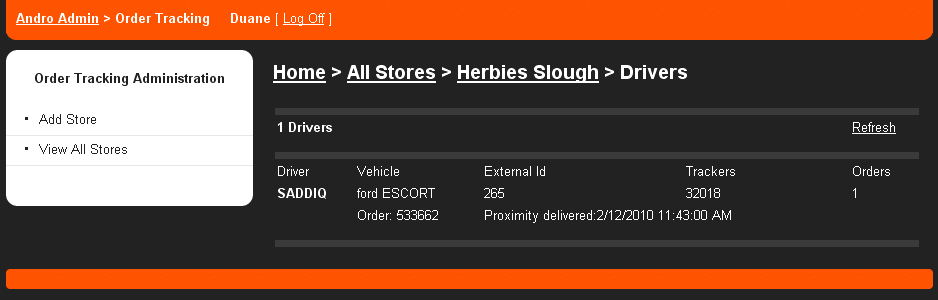 Andro Admin > Order Tracking Duane [ Log Off ]
Order Tracking Administration
· Add Store
· View All Stores
Home > All Stores > Herbies Slough > Drivers
1 Drivers Refresh
Driver Vehicle External Id Trackers Orders
SADDIQ ford ESCORT 265 32018 1
Order: 533662 Proximity delivered:2/12/2010 11:43:00 AM